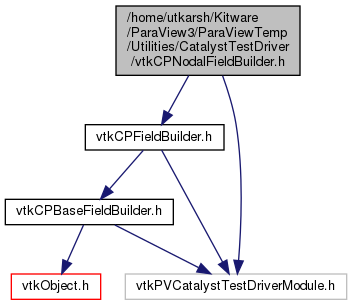 /home/utkarsh/Kitware
/ParaView3/ParaViewTemp
/Utilities/CatalystTestDriver
/vtkCPNodalFieldBuilder.h
vtkCPFieldBuilder.h
vtkCPBaseFieldBuilder.h
vtkObject.h
vtkPVCatalystTestDriverModule.h